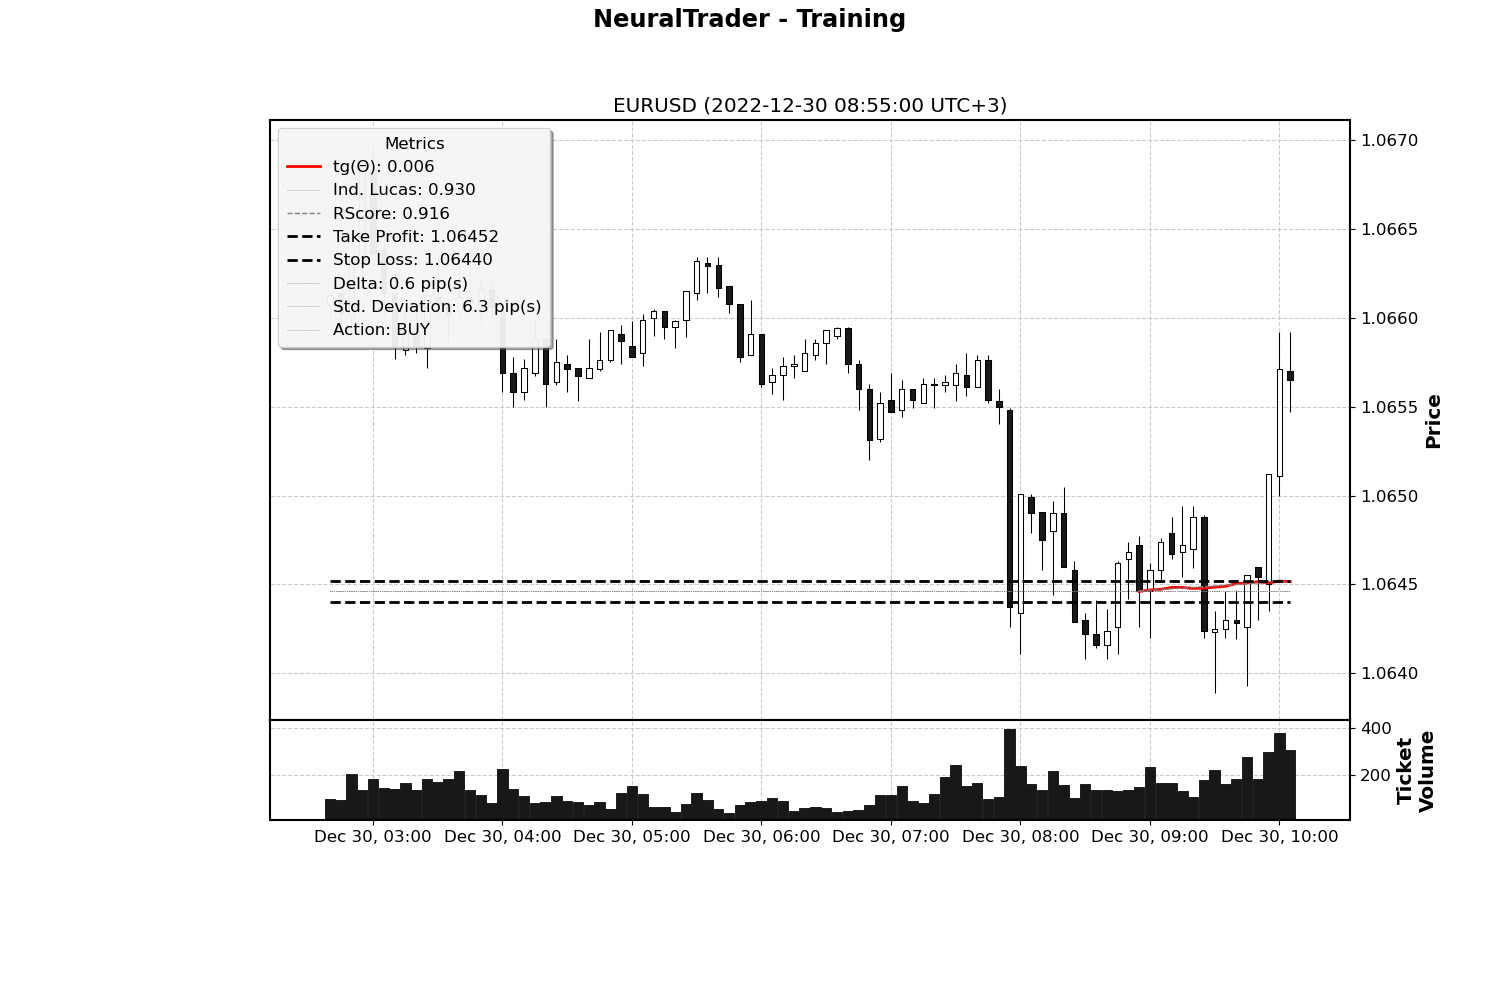 NeuralTrader - Training
EURUSD (2022-12-30 08:55:00 UTC+3)
Metrics
tg(Θ): 0.006
Ind. Lucas: 0.930
RScore: 0.916
Take Profit: 1.06452
Stop Loss: 1.06440
Delta: 0.6 pip(s)
Std. Deviation: 6.3 pip(s)
Action: BUY
1.0670
1.0665
1.0660
1.0655
1.0650
1.0645
1.0640
Price
400
200
Ticket
Volume
Dec 30, 03:00 Dec 30, 04:00 Dec 30, 05:00 Dec 30, 06:00 Dec 30, 07:00 Dec 30, 08:00 Dec 30, 09:00 Dec 30, 10:00